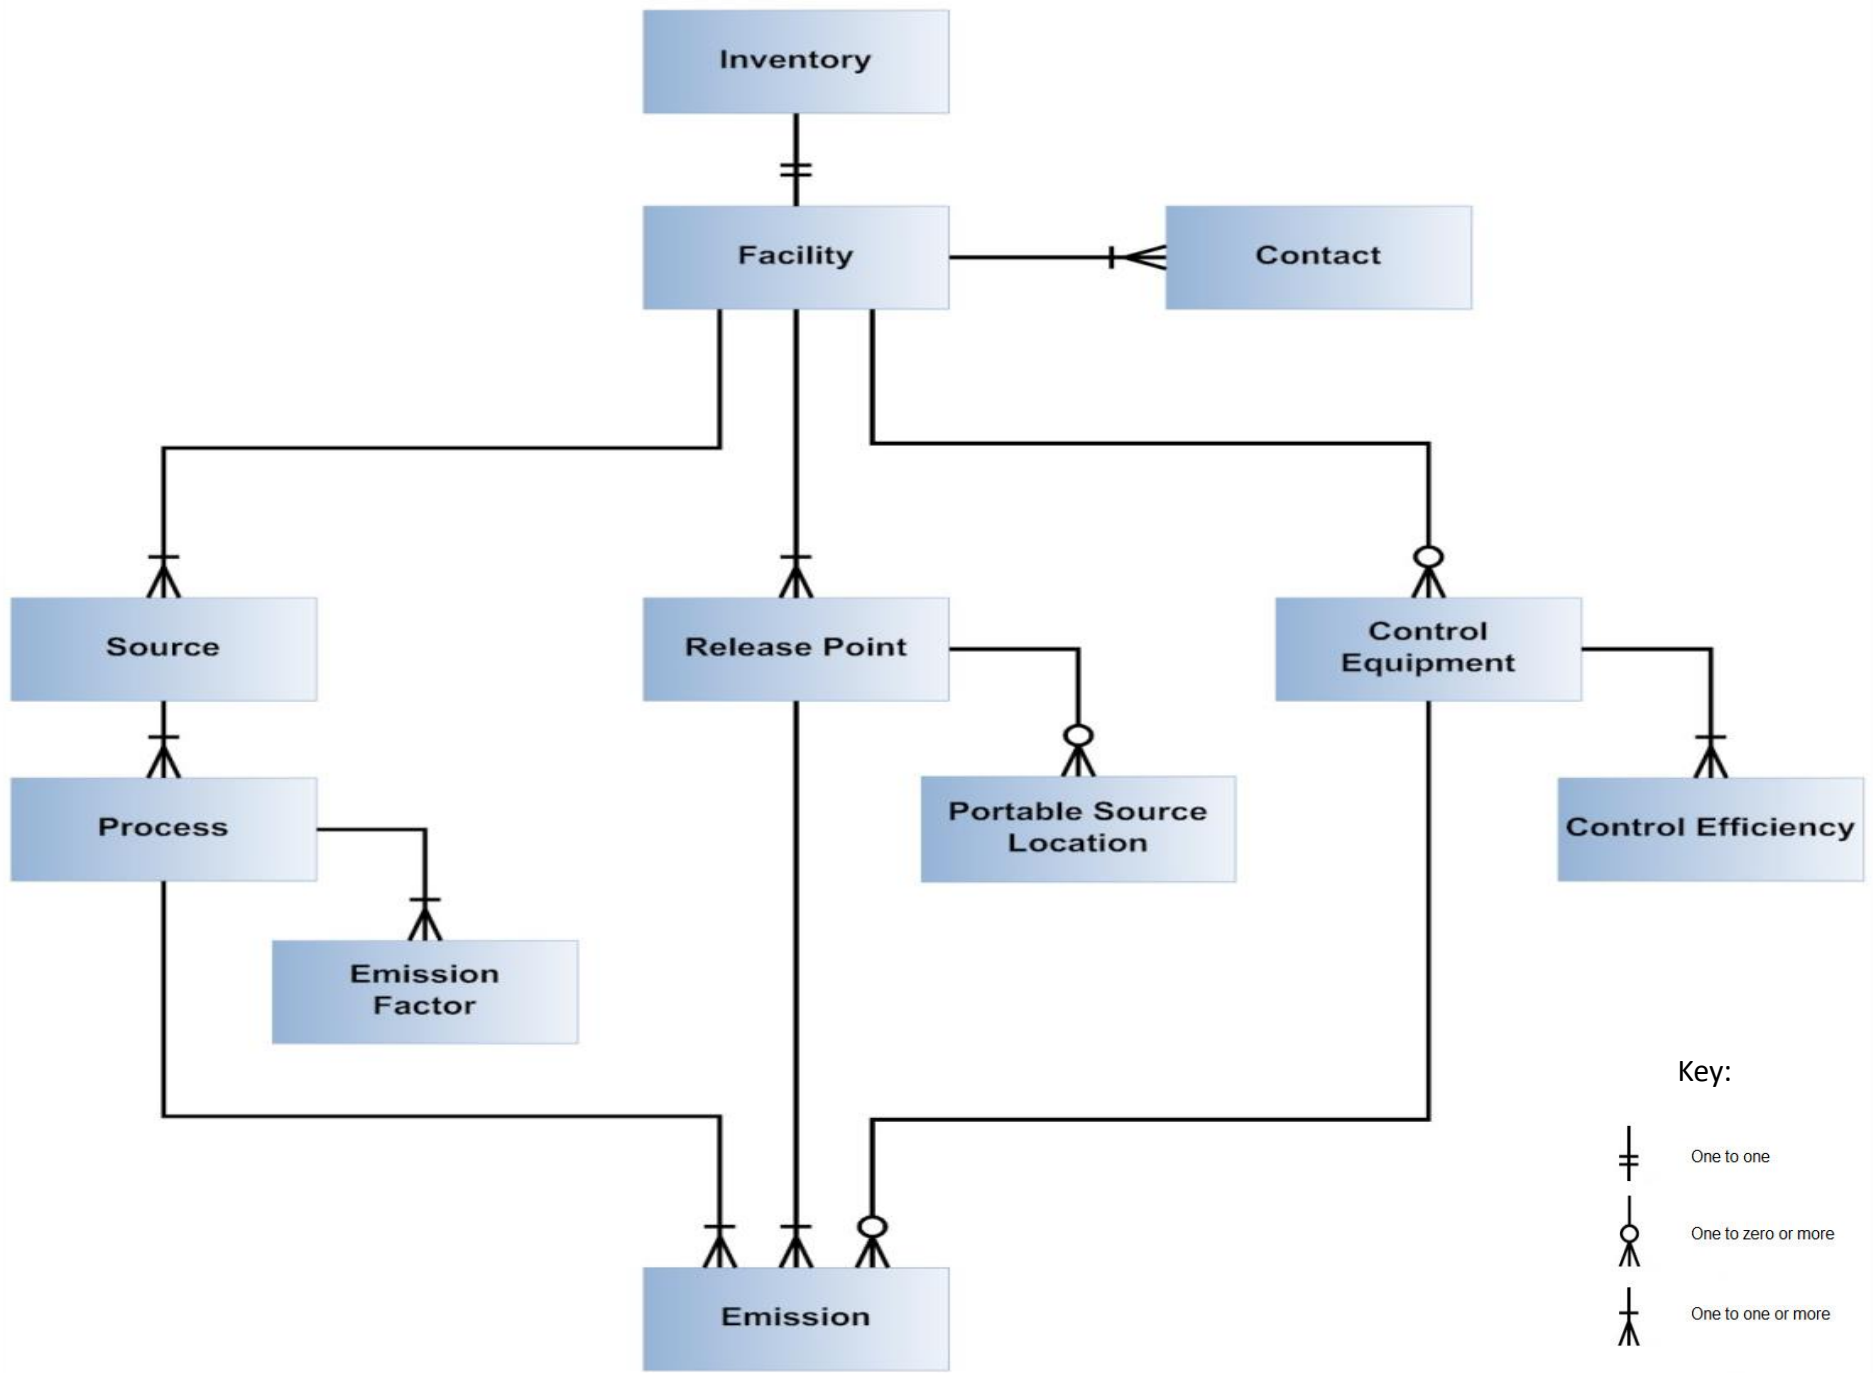 Inventory
Facility
Contact
Source
Release Point
Control
Equipment
Process
Portable Source
Location
Control Efficiency
Emission
Factor
Key:
One to one
One to zero or more
One to one or more
Emission